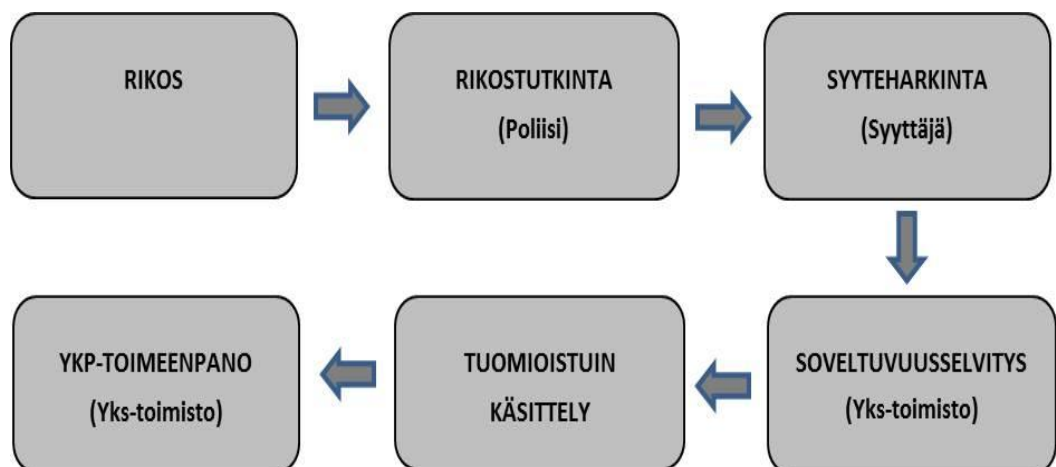 RIKOS
RIKOSTUTKINTA
(Poliisi)
SYYTEHARKINTA
(Syyttäjä)
SOVELTUVUUSSELVITYS
(Yks-toimisto)
TUOMIOISTUIN
KÄSITTELY
YKP-TOIMEENPANO
(Yks-toimisto)